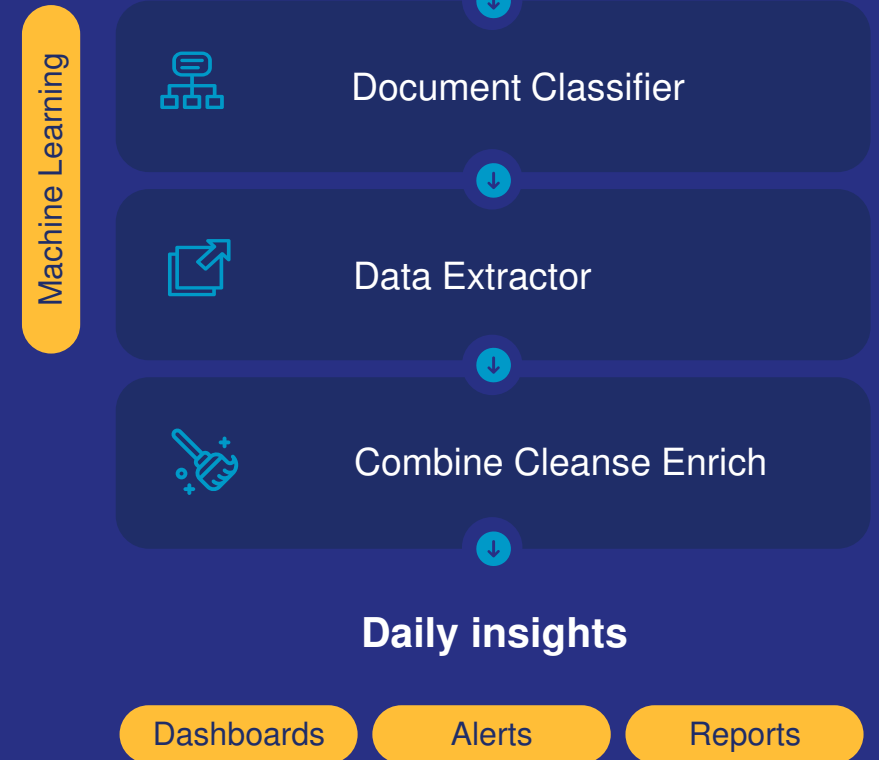 Machine Learning
Document Classifier
Data Extractor
Combine Cleanse Enrich
Daily insights
Dashboards
Alerts
Reports